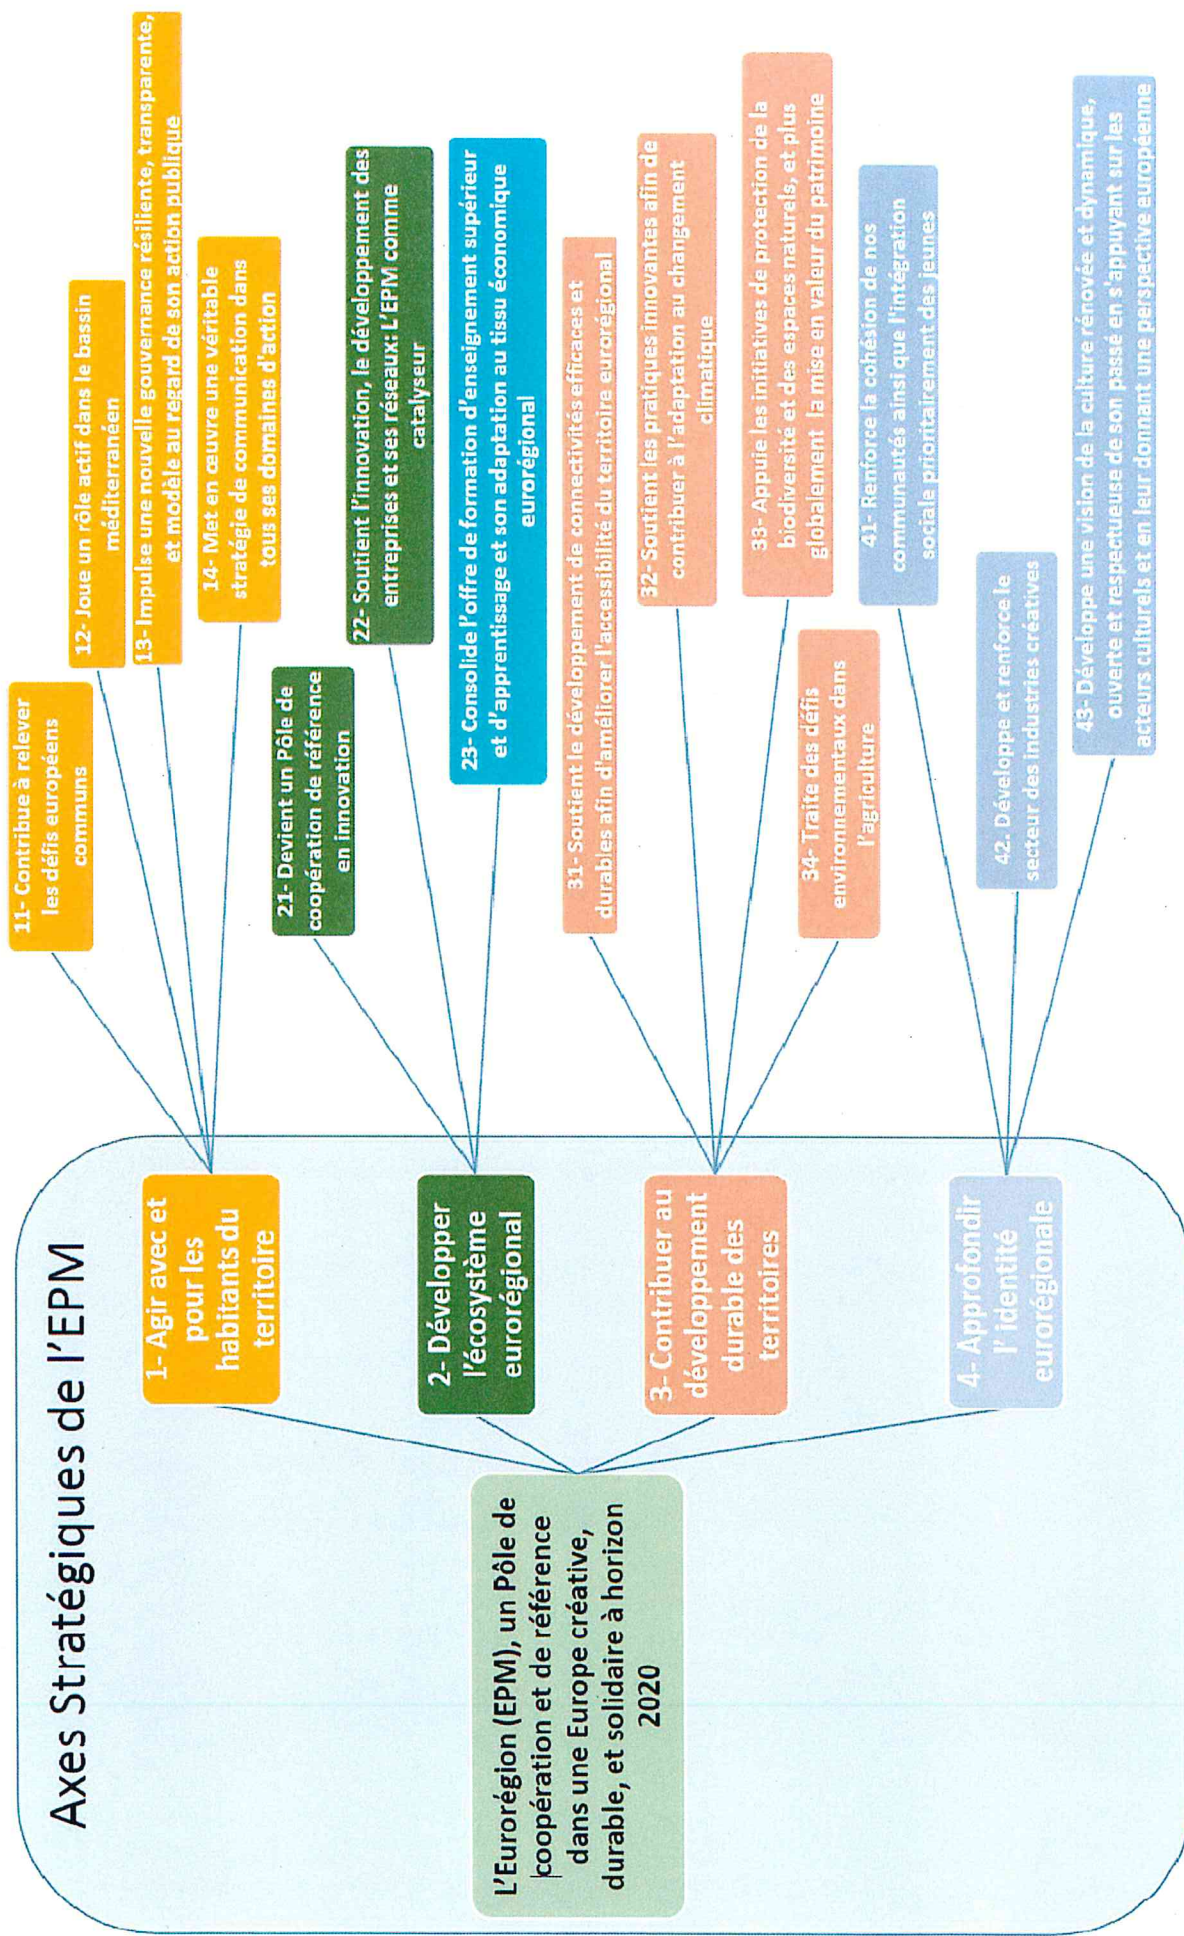 Axes Stratégiques de l'EPM
L'Eurorégion (EPM), un Pôle de
coopération et de référence
dans une Europe créative,
durable, et solidaire à horizon
2020
1- Agir avec et
pour les
habitants du
territoire
11- Contribue à relever
les défis européens
communs
12- Joue un rôle actif dans le bassin
méditerranéen
13- Impulse une nouvelle gouvernance résiliente, transparente,
et modèle au regard de son action publique
14- Met en œuvre une véritable
stratégie de communication dans
tous ses domaines d'action
2- Développer
l'écosystème
eurorégional
21- Devient un Pôle de
coopération de référence
en innovation
22- Soutient l'innovation, le développement des
entreprises et ses réseaux: L'EPM comme
catalyseur
23- Consolide l'offre de formation d'enseignement supérieur
et d'apprentissage et son adaptation au tissu économique
eurorégional
3- Contribuer au
développement
durable des
territoires
31- Soutient le développement de connectivités efficaces et
durables afin d'améliorer l'accessibilité du territoire eurorégional
32- Soutient les pratiques innovantes afin de
contribuer à l'adaptation au changement
climatique
33- Appuie les initiatives de protection de la
biodiversité et des espaces naturels, et plus
globalement la mise en valeur du patrimoine
34- Traite des défis
environnementaux dans
l'agriculture
4- Approfondir
l' identité
eurorégionale
41- Renforce la cohésion de nos
communautés ainsi que l'intégration
sociale prioritairement des jeunes
42. Développe et renforce le
secteur des industries créatives
43- Développe une vision de la culture rénovée et dynamique,
ouverte et respectueuse de son passé en s'appuyant sur les
acteurs culturels et en leur donnant une perspective européenne